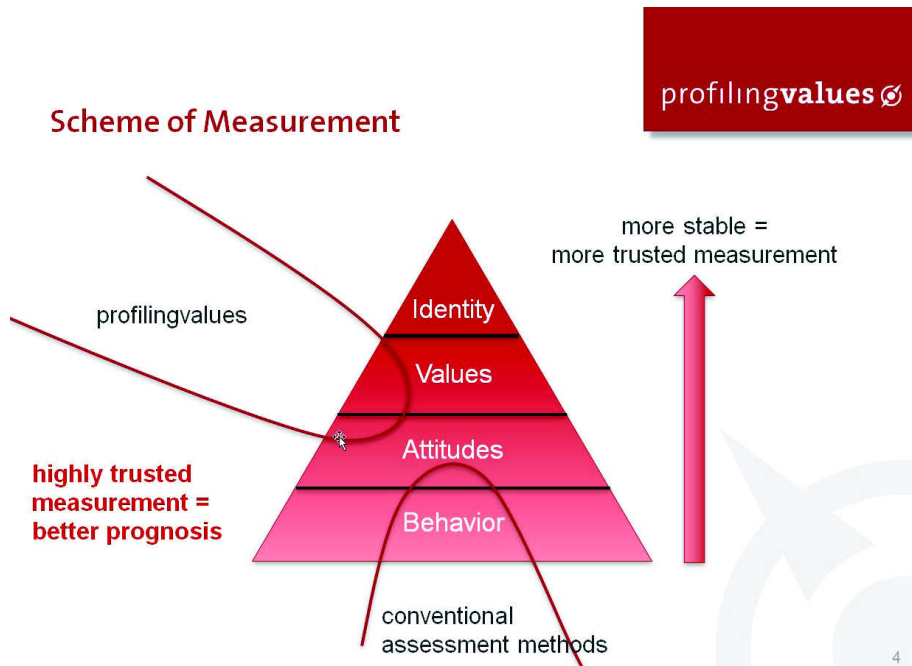 profilingvalues
Scheme of Measurement
more stable =
more trusted measurement
profilingvalues
Identity
Values
Attitudes
Behavior
highly trusted
measurement =
better prognosis
conventional
assessment methods
4